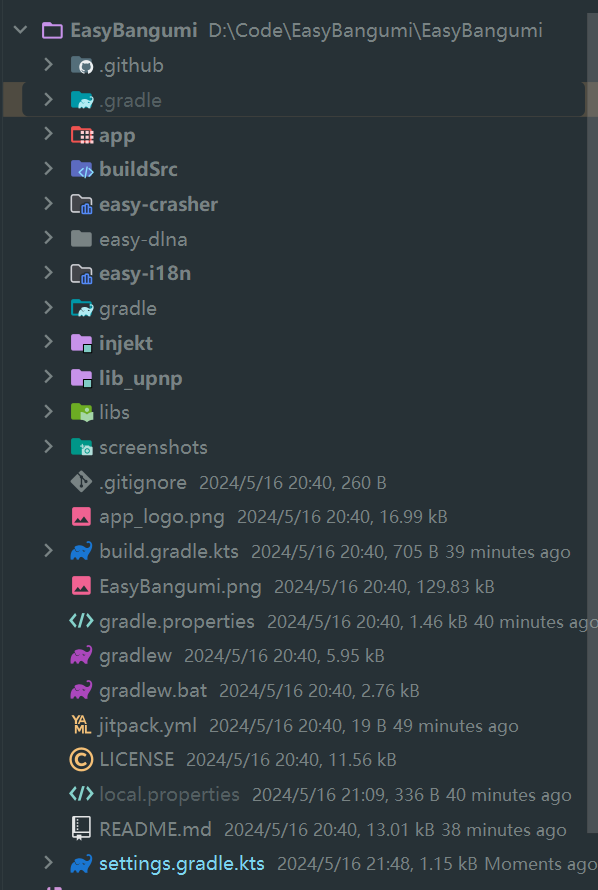 EasyBangumi D:\Code\EasyBangumi\EasyBangumi
.github
.gradle
app
buildSrc
easy-crasher
easy-dlna
easy-i18n
gradle
injekt
lib_upnp
libs
screenshots
.gitignore 2024/5/16 20:40, 260 B
app_logo.png 2024/5/16 20:40, 16.99 kB
build.gradle.kts 2024/5/16 20:40, 705 B 39 minutes ago
EasyBangumi.png 2024/5/16 20:40, 129.83 kB
gradle.properties 2024/5/16 20:40, 1.46 kB 40 minutes ago
gradlew 2024/5/16 20:40, 5.95 kB
gradlew.bat 2024/5/16 20:40, 2.76 kB
YAML jitpack.yml 2024/5/16 20:40, 19 B 49 minutes ago
LICENSE 2024/5/16 20:40, 11.56 kB
local.properties 2024/5/16 21:09, 336 B 40 minutes ago
README.md 2024/5/16 20:40, 13.01 kB 38 minutes ago
settings.gradle.kts 2024/5/16 21:48, 1.15 kB Moments ago